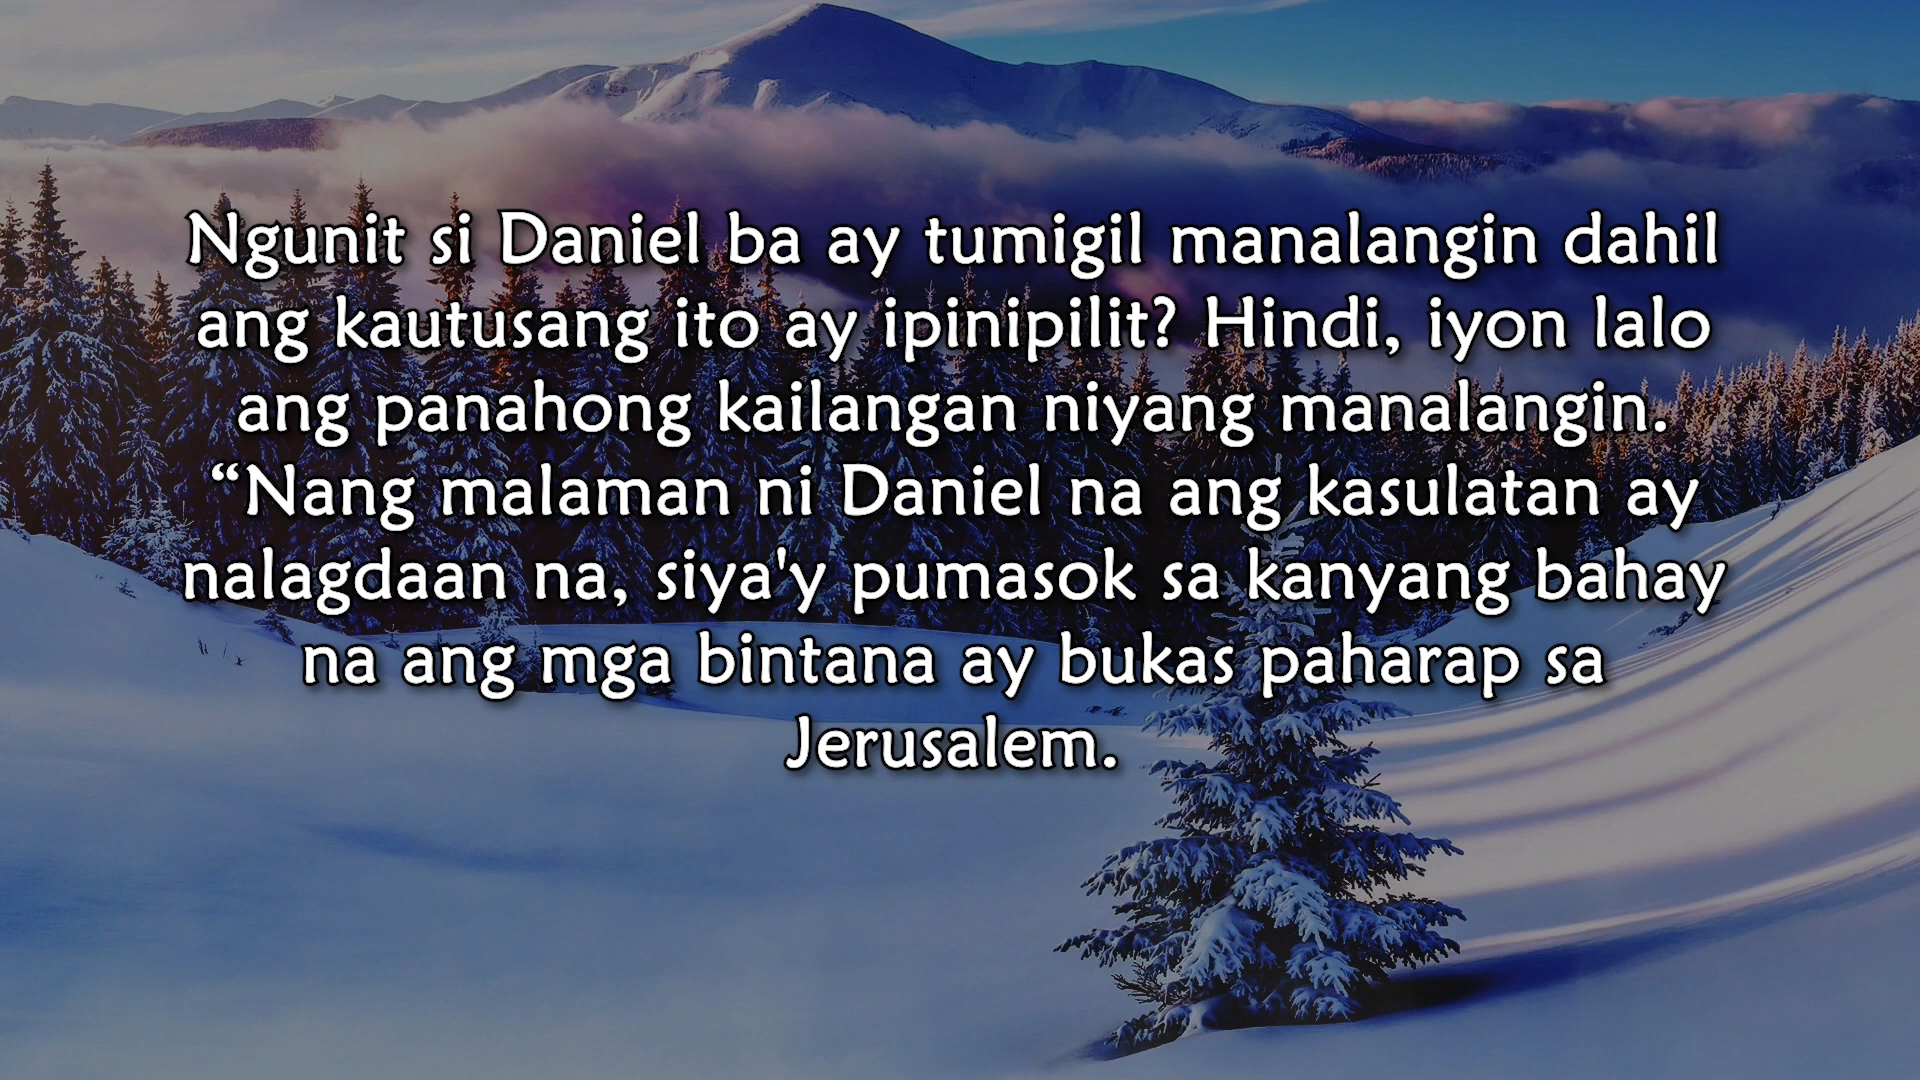 Ngunit si Daniel ba ay tumigil manalangin dahil
ang kautusang ito ay ipinipilit? Hindi, iyon lalo
ang panahong kailangan niyang manalangin.
“Nang malaman ni Daniel na ang kasulatan ay
nalagdaan na, siya'y pumasok sa kanyang bahay
na ang mga bintana ay bukas paharap sa
Jerusalem.